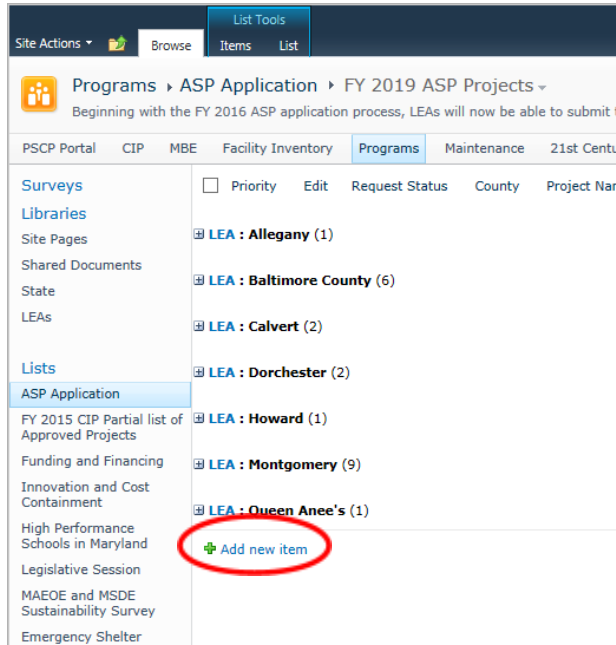 List Tools
Site Actions Browse Items List
Programs ASP Application FY 2019 ASP Projects
Beginning with the FY 2016 ASP application process, LEAs will now be able to submit
PSCP Portal CIP MBE Facility Inventory Programs Maintenance 21st
Surveys
Libraries
Site Pages
Shared Documents
State
LEAs
Lists
ASP Application
FY 2015 CIP Partial list of
Approved Projects
Funding and Financing
Innovation and Cost
Containment
High Performance
Schools in Maryland
Legislative Session
MAEOE and MSDE
Sustainability Survey
Emergency Shelter
Priority Edit Request Status County Project
LEA : Allegany (1)
LEA : Baltimore County (6)
LEA : Calvert (2)
LEA : Dorchester (2)
LEA : Howard (1)
LEA : Montgomery (9)
LEA : Queen Anee's (1)
Add new item